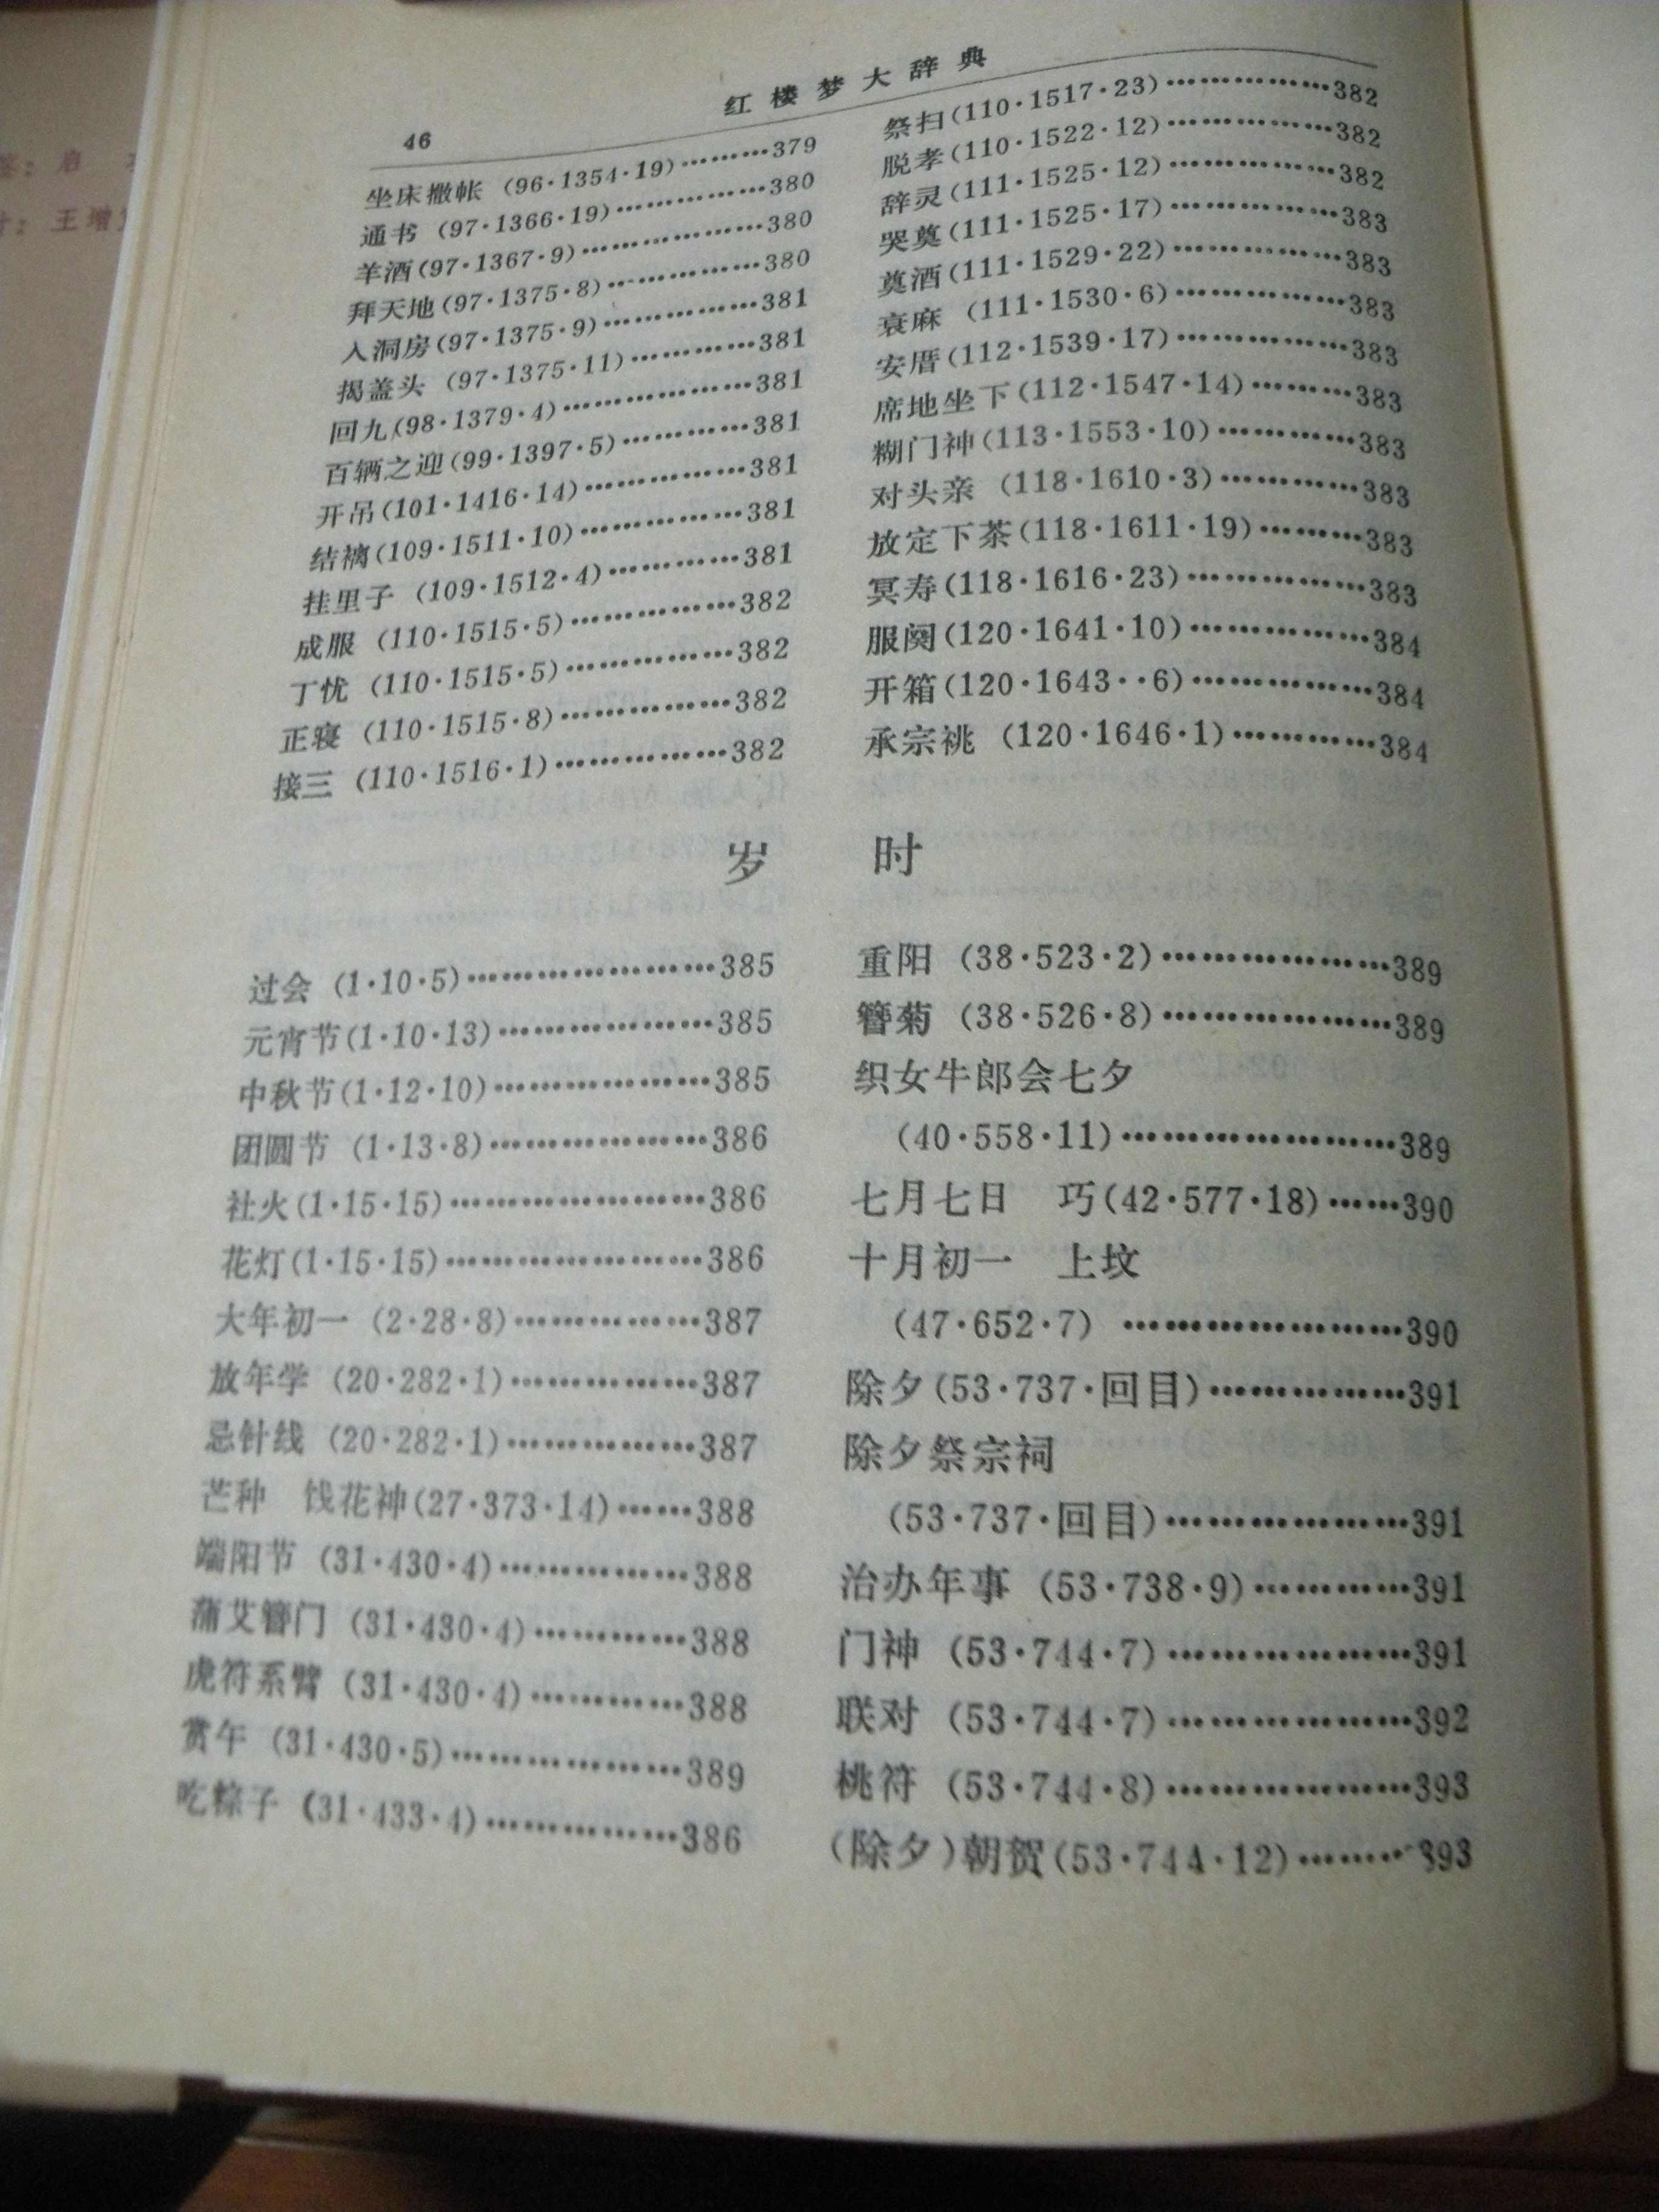 46
红楼梦大辞典
坐床撒帐 (96·1354·19)………379
通书 (97·1366·19)……………380
羊酒(97·1367·9)………………380
拜天地(97·1375·8)……………380
入洞房(97·1375·9)……………381
揭盖头 (97·1375·11)…………381
回九(98·1379·4)………………381
百辆之迎(99·1397·5)…………381
开吊(101·1416·14)……………381
结褵(109·1511·10)……………381
挂里子 (109·1512·4)…………381
成服 (110·1515·5)……………382
丁忧 (110·1515·5)……………382
正寝 (110·1515·8)……………382
接三 (110·1516·1)……………382
祭扫(110·1517·23)……………382
脱孝(110·1522·12)……………382
辞灵(111·1525·12)……………382
哭奠(111·1525·17)……………383
奠酒(111·1529·22)……………383
衰麻 (111·1530·6)……………383
安厝(112·1539·17)……………383
席地坐下(112·1547·14)………383
糊门神(113·1553·10)…………383
对头亲 (118·1610·3)…………383
放定下茶(118·1611·19)………383
冥寿(118·1616·23)……………383
服阕(120·1641·10)……………384
开箱(120·1643··6)……………384
承宗祧 (120·1646·1)…………384
岁 时
过会 (1·10·5)…………………385
元宵节(1·10·13)………………385
中秋节(1·12·10)………………385
团圆节 (1·13·8)………………386
社火(1·15·15)…………………386
花灯(1·15·15)…………………386
大年初一 (2·28·8)……………387
放年学 (20·282·1)……………387
忌针线 (20·282·1)……………387
芒种 饯花神(27·373·14)……388
端阳节 (31·430·4)……………388
蒲艾簪门 (31·430·4)…………388
虎符系臂 (31·430·4)…………388
赏午 (31·430·5)………………389
吃粽子 (31·433·4)……………386
重阳 (38·523·2)………………389
簪菊 (38·526·8)………………389
织女牛郎会七夕
(40·558·11)…………………389
七月七日 巧(42·577·18)……390
十月初一 上坟
(47·652·7) …………………390
除夕(53·737·回目)……………391
除夕祭宗祠
(53·737·回目)………………391
治办年事 (53·738·9)…………391
门神 (53·744·7)………………391
联对 (53·744·7)………………392
桃符 (53·744·8)………………393
(除夕)朝贺(53·744·12)………393